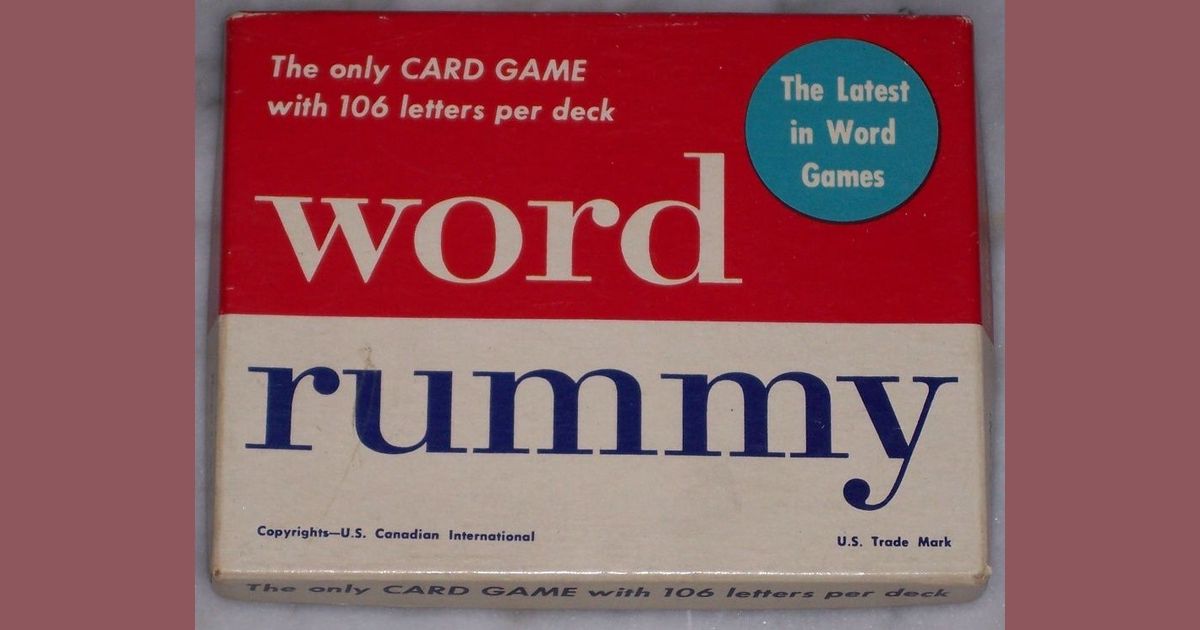 The only CARD GAME
with 106 letters per deck
The Latest
in Word
Games
word
rummy
Copyrights—U.S. Canadian International
U.S. Trade Mark
The only CARD GAME with 106 letters per deck